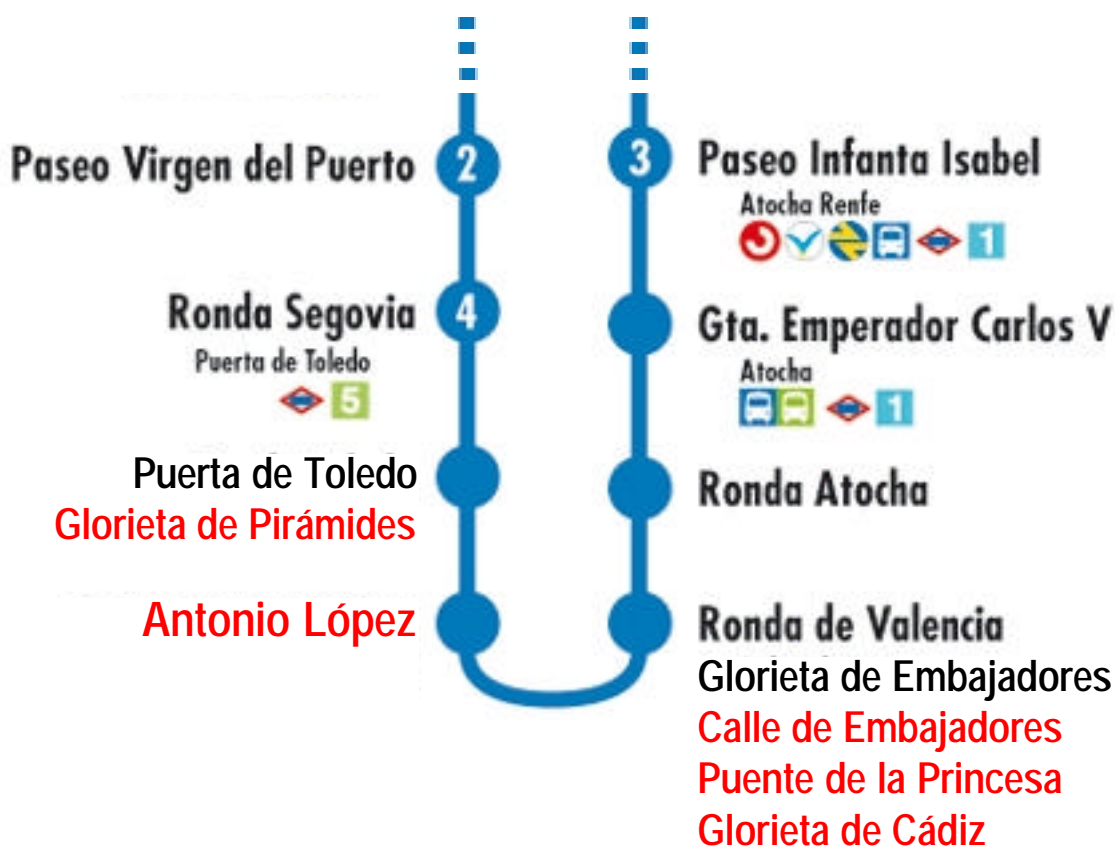 Paseo Virgen del Puerto 2
Ronda Segovia 4
Puerta de Toledo
5
Puerta de Toledo
Glorieta de Pirámides
Antonio López
3 Paseo Infanta Isabel
Atocha Renfe
1
Gta. Emperador Carlos V
Atocha
1
Ronda Atocha
Ronda de Valencia
Glorieta de Embajadores
Calle de Embajadores
Puente de la Princesa
Glorieta de Cádiz